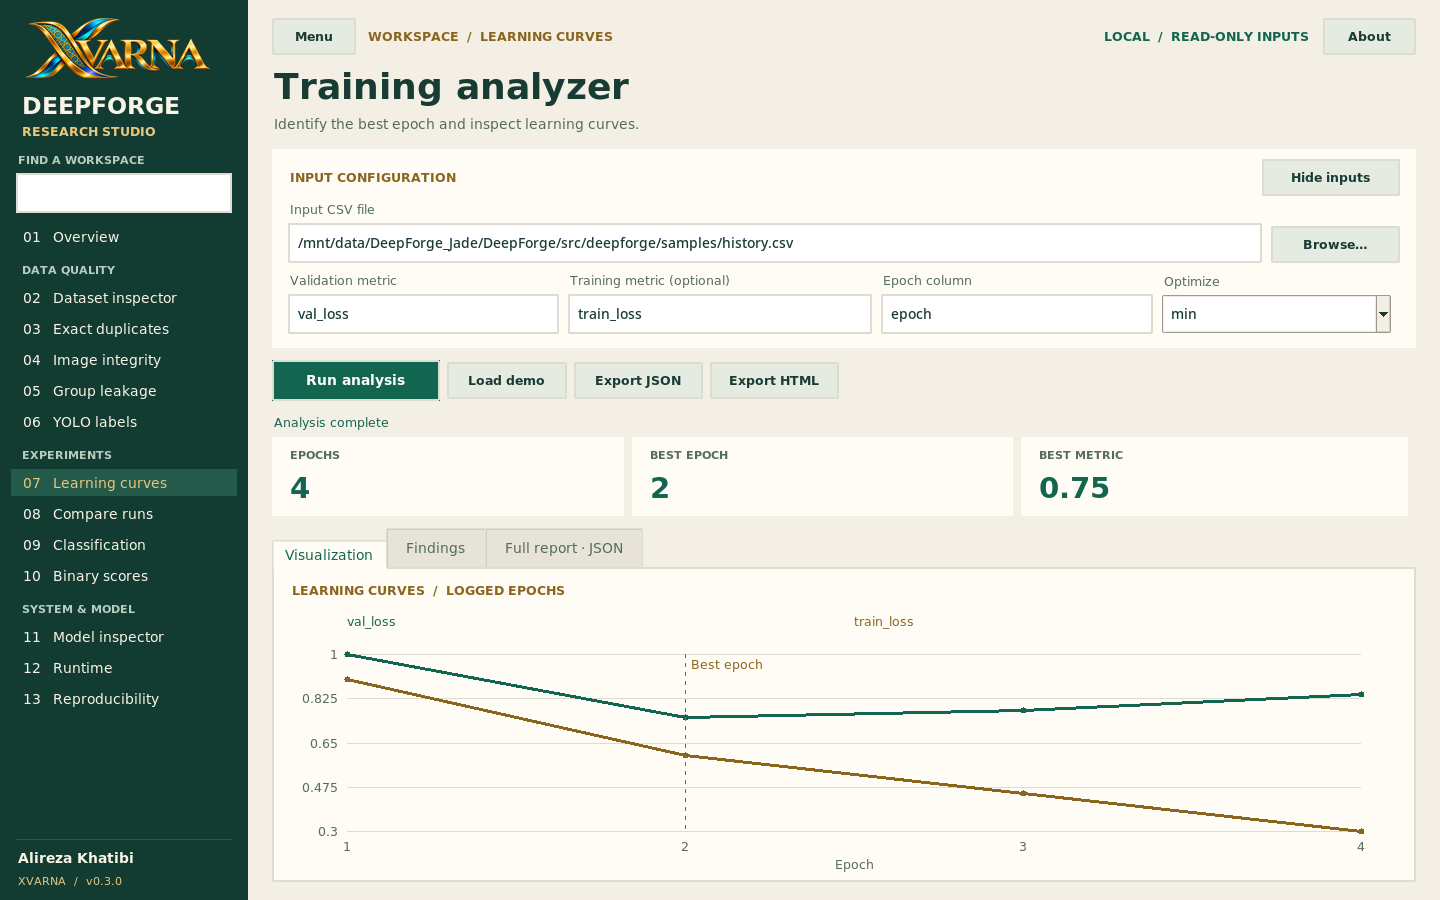 XVARNA
DEEPFORGE
RESEARCH STUDIO
FIND A WORKSPACE
01 Overview
DATA QUALITY
02 Dataset inspector
03 Exact duplicates
04 Image integrity
05 Group leakage
06 YOLO labels
EXPERIMENTS
07 Learning curves
08 Compare runs
09 Classification
10 Binary scores
SYSTEM & MODEL
11 Model inspector
12 Runtime
13 Reproducibility
Alireza Khatibi
XVARNA / v0.3.0
Menu WORKSPACE / LEARNING CURVES LOCAL / READ-ONLY INPUTS About
Training analyzer
Identify the best epoch and inspect learning curves.
INPUT CONFIGURATION Hide inputs
Input CSV file
/mnt/data/DeepForge_Jade/DeepForge/src/deepforge/samples/history.csv Browse...
Validation metric Training metric (optional) Epoch column Optimize
val_loss train_loss epoch min
Run analysis Load demo Export JSON Export HTML
Analysis complete
EPOCHS BEST EPOCH BEST METRIC
4 2 0.75
Visualization Findings Full report · JSON
LEARNING CURVES / LOGGED EPOCHS
val_loss train_loss
1
Best epoch
0.825
0.65
0.475
0.3
1 2 3 4
Epoch